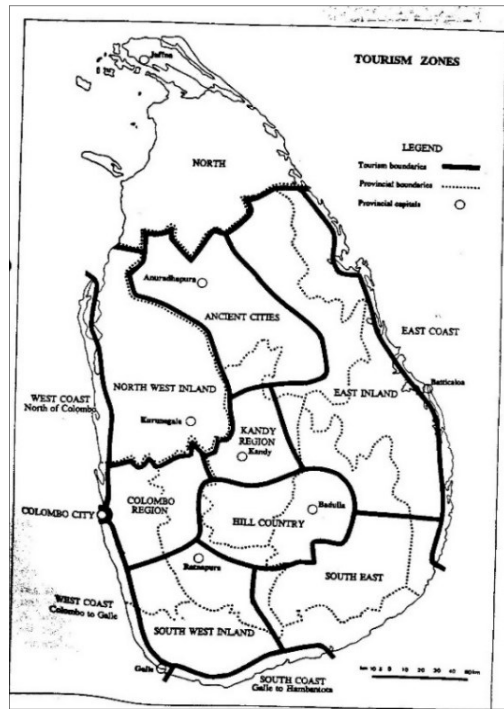 TOURISM ZONES
Jaffna
LEGEND
Tourism boundaries
Provincial boundaries
Provincial capitals
NORTH
Anuradhapura
ANCIENT CITIES
EAST COAST
Batticaloa
EAST INLAND
NORTH WEST INLAND
WEST COAST
North of Colombo
Kurunegala
KANDY
REGION
Kandy
COLOMBO CITY
COLOMBO
REGION
HILL COUNTRY
Badulla
Ratnapura
SOUTH EAST
WEST COAST
Colombo to Galle
SOUTH WEST INLAND
Galle
SOUTH COAST
Galle to Hambantota